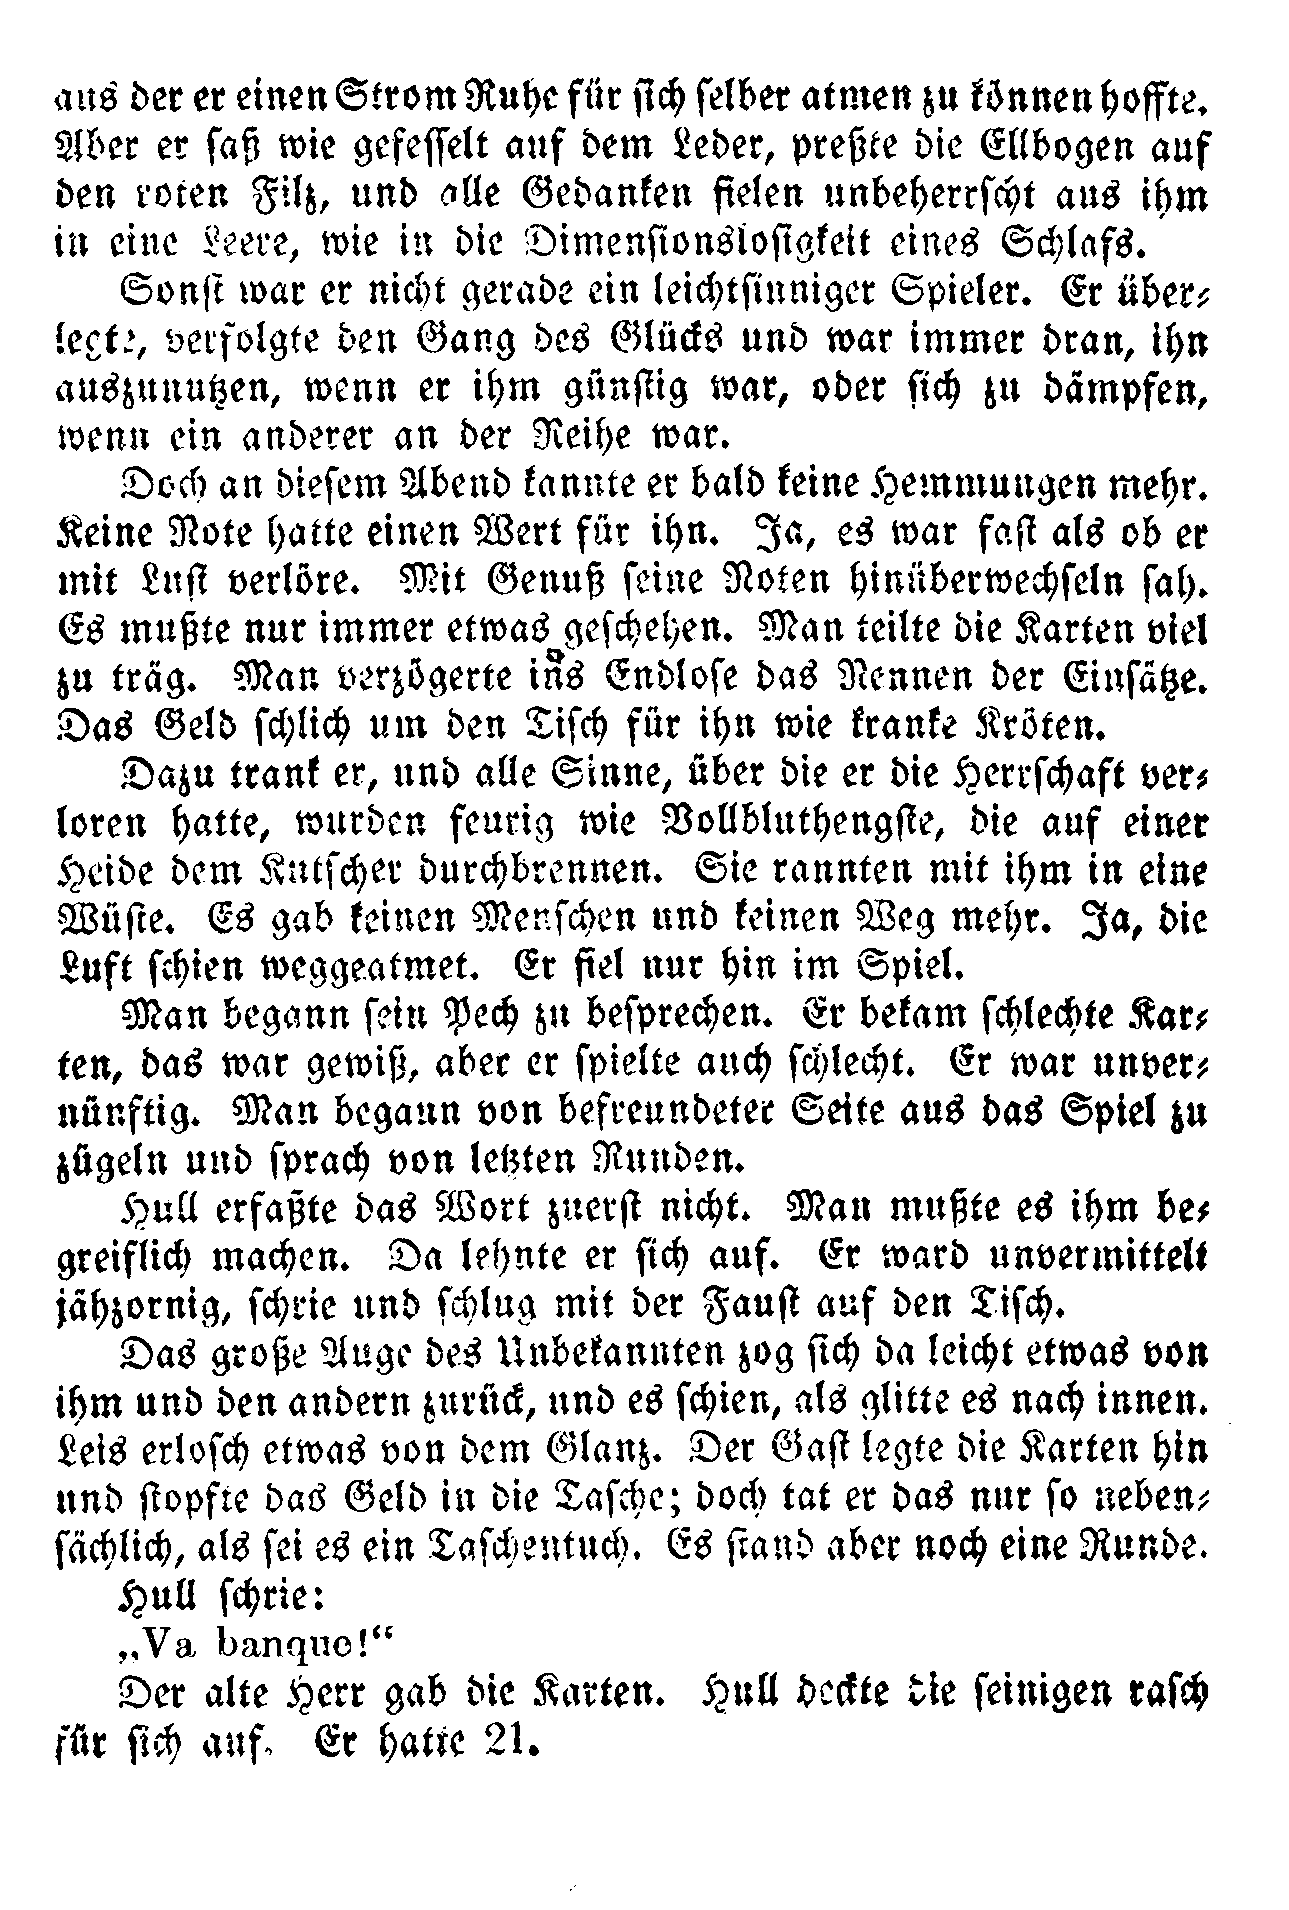 aus der er einen Strom Ruhe für sich selber atmen zu können hoffte.
Aber er saß wie gefesselt auf dem Leder, preßte die Ellbogen auf
den roten Filz, und alle Gedanken fielen unbeherrscht aus ihm
in eine Leere, wie in die Dimensionslosigkeit eines Schlafs.
Sonst war er nicht gerade ein leichtsinniger Spieler. Er über-
legte, verfolgte den Gang des Glücks und war immer dran, ihn
auszunutzen, wenn er ihm günstig war, oder sich zu dämpfen,
wenn ein anderer an der Reihe war.
Doch an diesem Abend kannte er bald keine Hemmungen mehr.
Keine Note hatte einen Wert für ihn. Ja, es war fast als ob er
mit Lust verlöre. Mit Genuß seine Noten hinüberwechseln sah.
Es mußte nur immer etwas geschehen. Man teilte die Karten viel
zu träg. Man verzögerte ins Endlose das Nennen der Einsätze.
Das Geld schlich um den Tisch für ihn wie kranke Kröten.
Dazu trank er, und alle Sinne, über die er die Herrschaft ver-
loren hatte, wurden feurig wie Vollbluthengste, die auf einer
Heide dem Kutscher durchbrennen. Sie rannten mit ihm in eine
Wüste. Es gab keinen Menschen und keinen Weg mehr. Ja, die
Luft schien weggeatmet. Er fiel nur hin im Spiel.
Man begann sein Pech zu besprechen. Er bekam schlechte Kar-
ten, das war gewiß, aber er spielte auch schlecht. Er war unver-
nünftig. Man begann von befreundeter Seite aus das Spiel zu
zügeln und sprach von letzten Runden.
Hull erfaßte das Wort zuerst nicht. Man mußte es ihm be-
greiflich machen. Da lehnte er sich auf. Er ward unvermittelt
jähzornig, schrie und schlug mit der Faust auf den Tisch.
Das große Auge des Unbekannten zog sich da leicht etwas von
ihm und den andern zurück, und es schien, als glitte es nach innen.
Leis erlosch etwas von dem Glanz. Der Gast legte die Karten hin
und stopfte das Geld in die Tasche; doch tat er das nur so neben-
sächlich, als sei es ein Taschentuch. Es stand aber noch eine Runde.
Hull schrie:
„Va banque!“
Der alte Herr gab die Karten. Hull deckte die seinigen rasch
für sich auf. Er hatte 21.